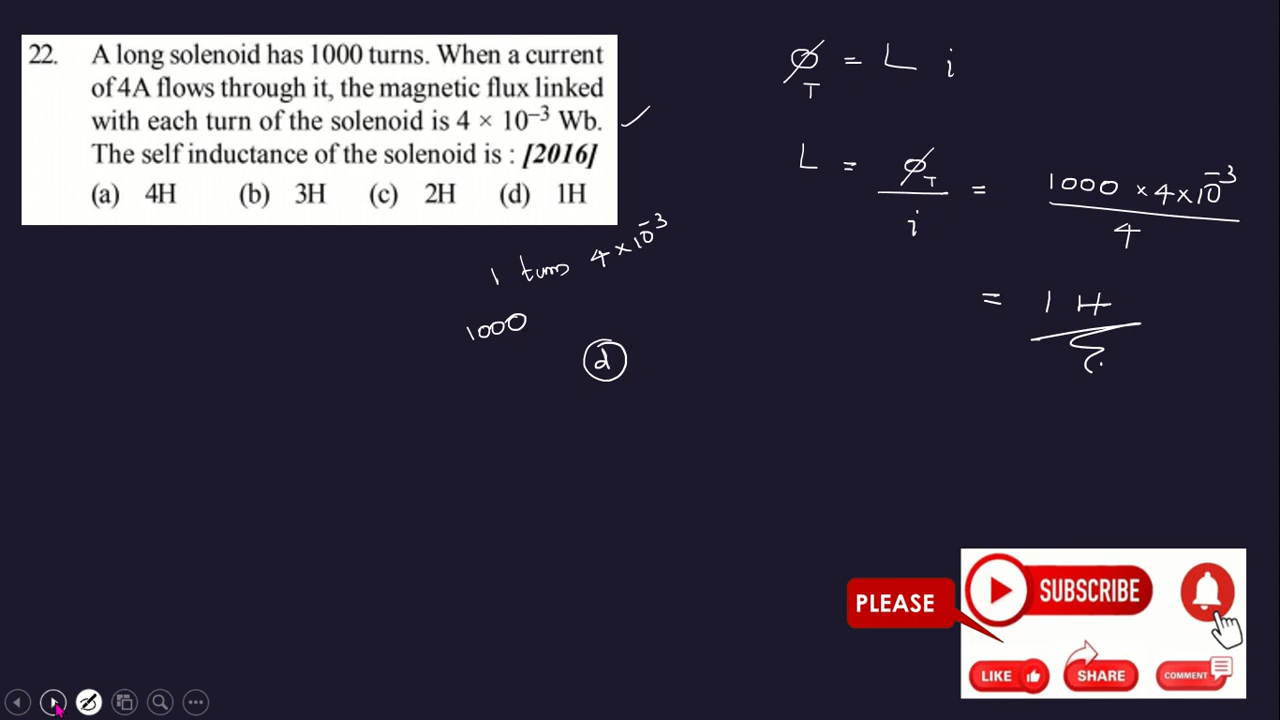 22. A long solenoid has 1000 turns. When a current
of 4A flows through it, the magnetic flux linked
with each turn of the solenoid is 4 × 10⁻³ Wb.
The self inductance of the solenoid is : [2016]
(a) 4H (b) 3H (c) 2H (d) 1H
1 turns 4×10⁻³
1000
d
ϕ_T = L i
L = ϕ_T / i = 1000 × 4×10⁻³ / 4
= 1 H
PLEASE
SUBSCRIBE
LIKE SHARE COMMENT